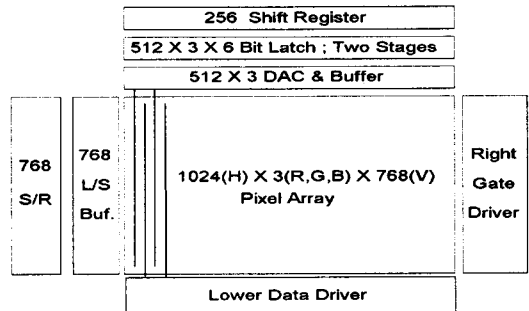 256 Shift Register
512 X 3 X 6 Bit Latch ; Two Stages
512 X 3 DAC & Buffer
768
S/R
768
L/S
Buf.
1024(H) X 3(R,G,B) X 768(V)
Pixel Array
Right
Gate
Driver
Lower Data Driver